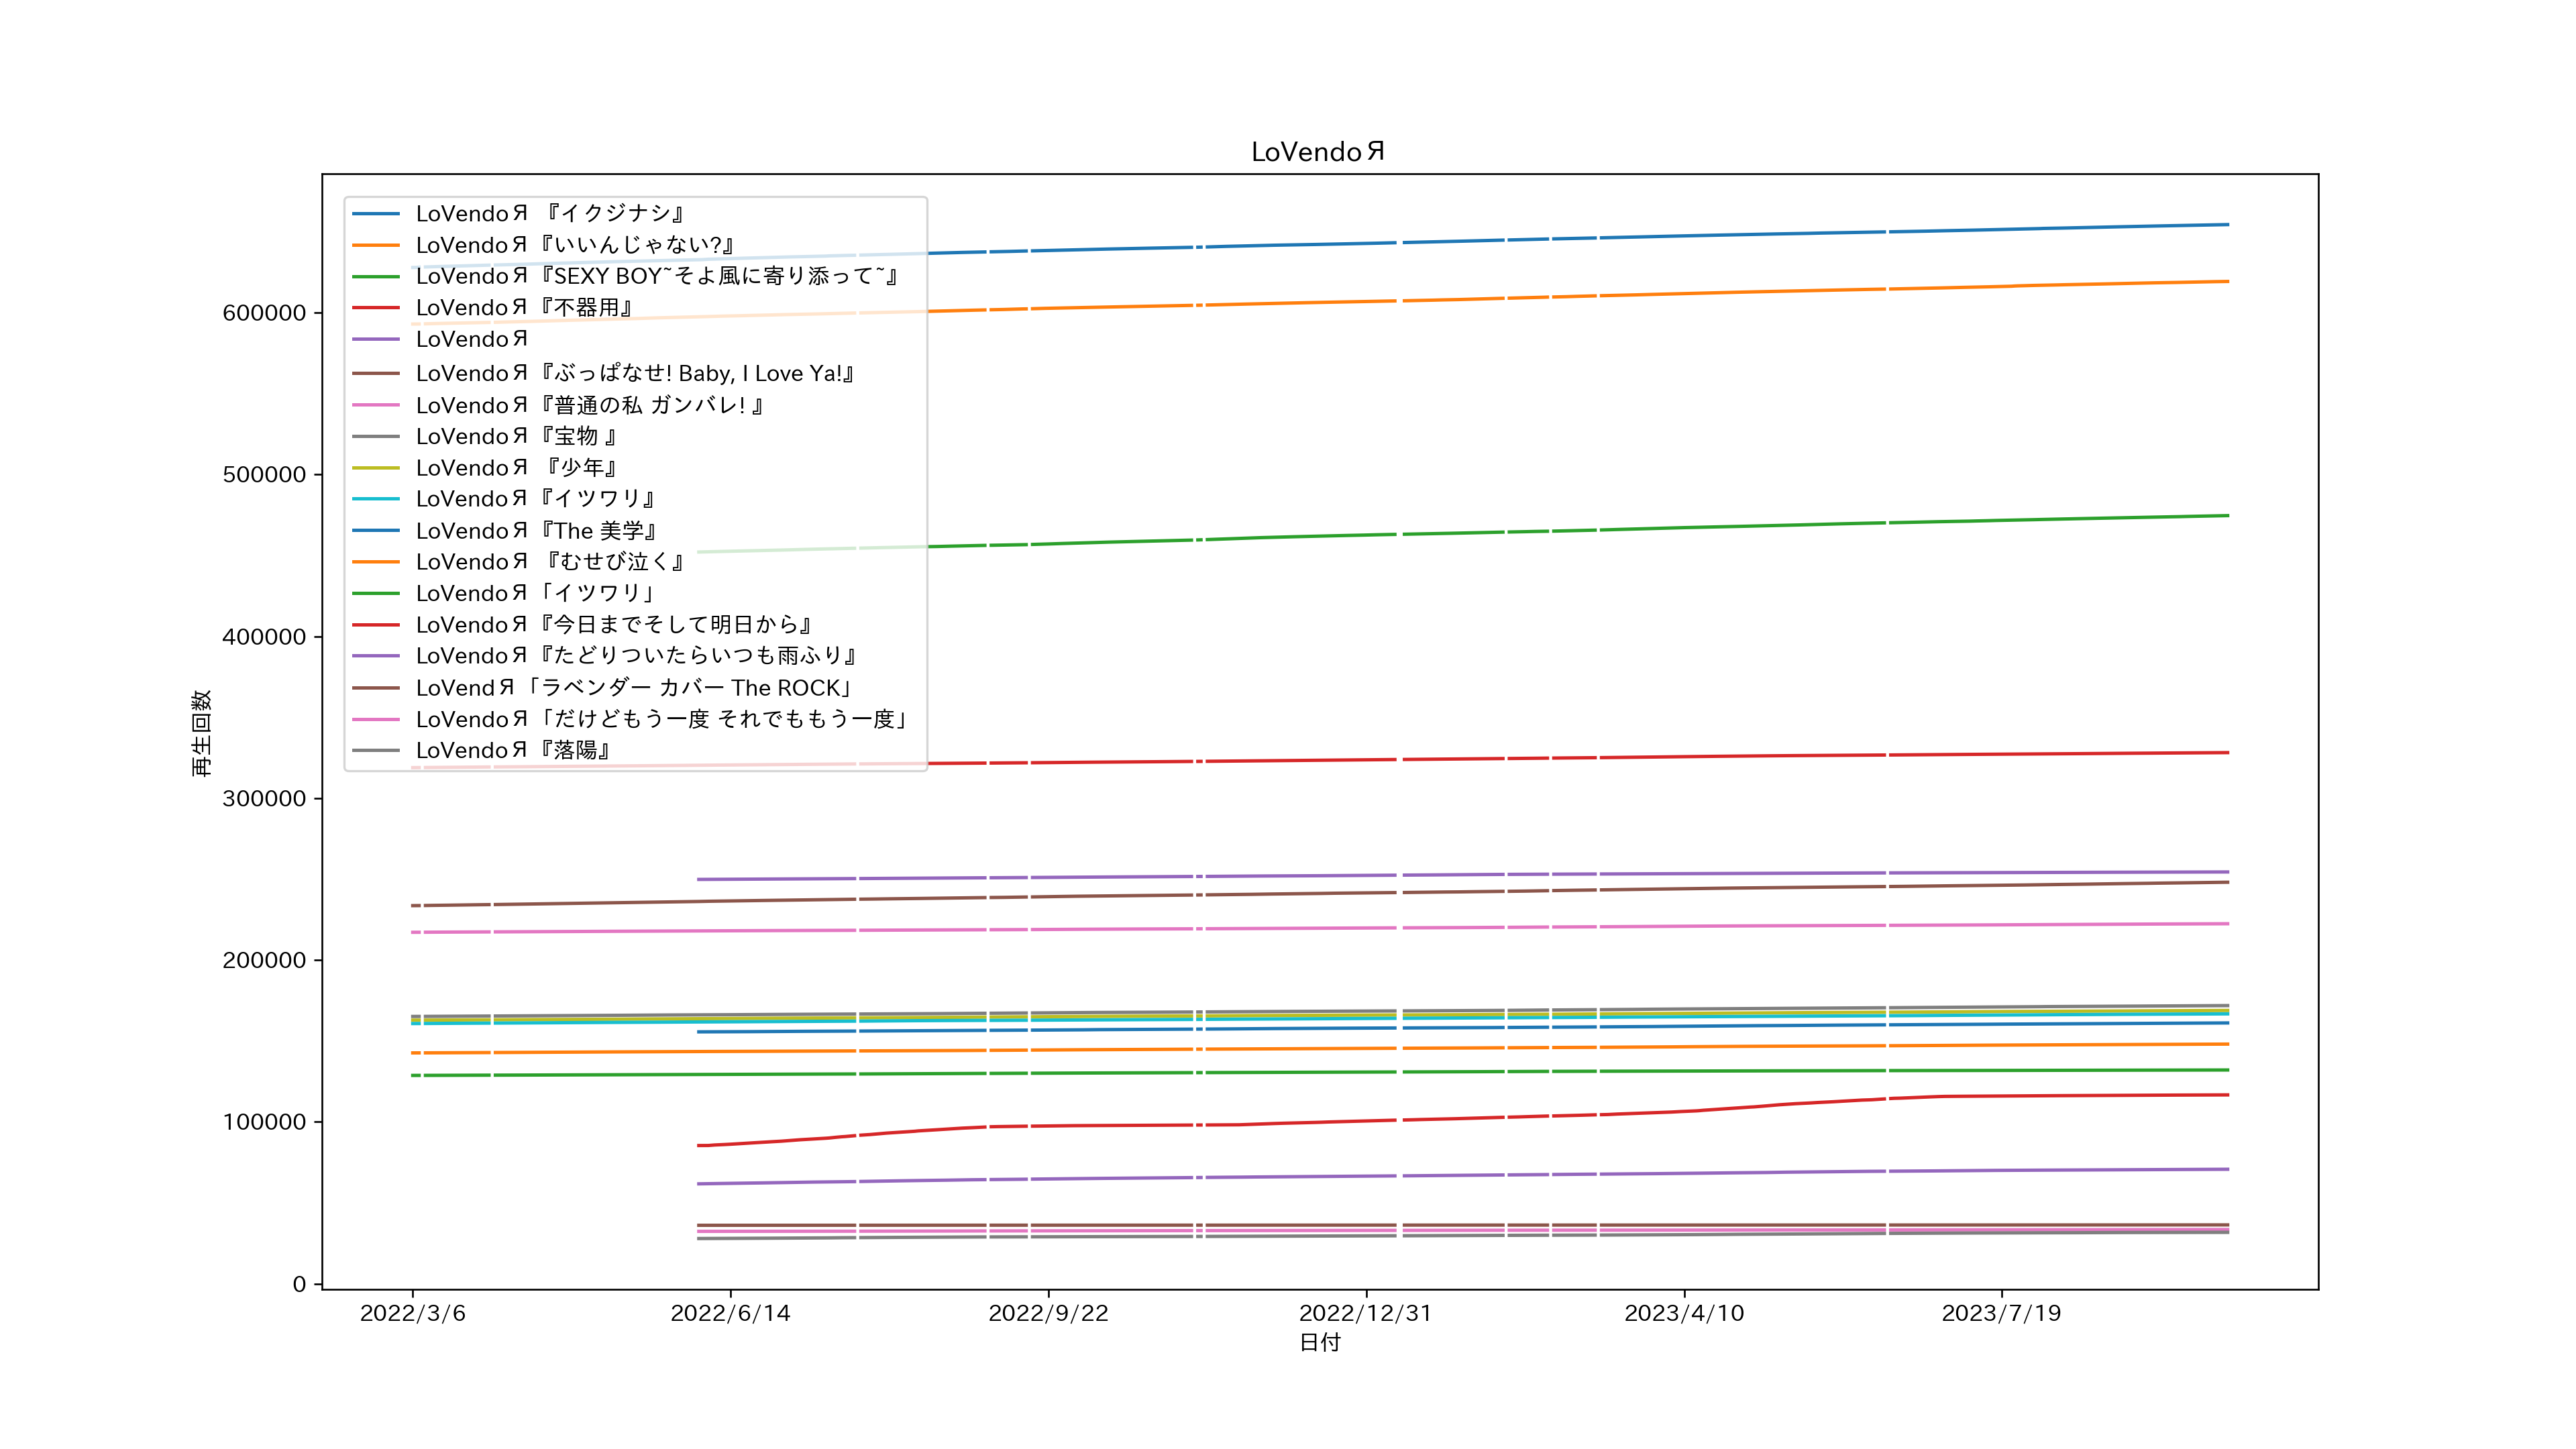 LoVendoЯ
LoVendoЯ 『イクジナシ』
LoVendoЯ『いいんじゃない?』
LoVendoЯ『SEXY BOY~そよ風に寄り添って~』
LoVendoЯ『不器用』
LoVendoЯ
LoVendoЯ『ぶっぱなせ! Baby, I Love Ya!』
LoVendoЯ『普通の私 ガンバレ! 』
LoVendoЯ『宝物 』
LoVendoЯ 『少年』
LoVendoЯ『イツワリ』
LoVendoЯ『The 美学』
LoVendoЯ 『むせび泣く』
LoVendoЯ「イツワリ」
LoVendoЯ『今日までそして明日から』
LoVendoЯ『たどりついたらいつも雨ふり』
LoVendЯ「ラベンダー カバー The ROCK」
LoVendoЯ「だけどもう一度 それでももう一度」
LoVendoЯ『落陽』
再生回数
600000
500000
400000
300000
200000
100000
0
2022/3/6 2022/6/14 2022/9/22 2022/12/31 2023/4/10 2023/7/19
日付